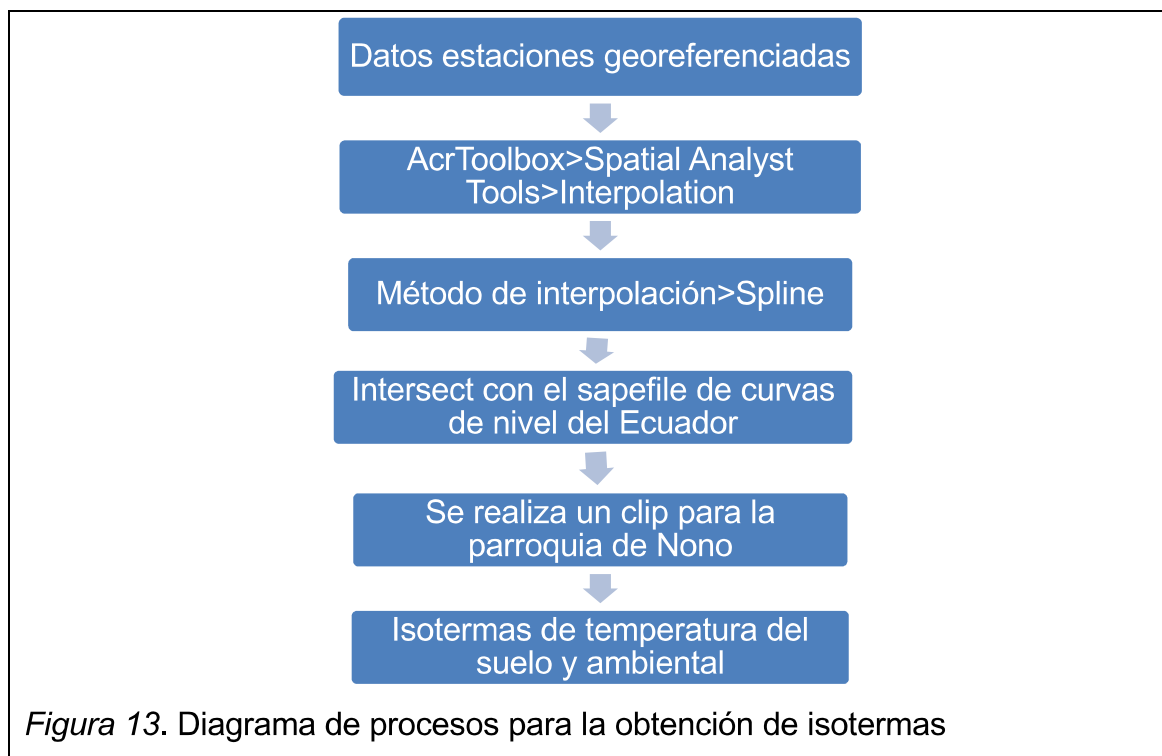 Datos estaciones georeferenciadas
AcrToolbox>Spatial Analyst
Tools>Interpolation
Método de interpolación>Spline
Intersect con el sapefile de curvas
de nivel del Ecuador
Se realiza un clip para la
parroquia de Nono
Isotermas de temperatura del
suelo y ambiental
Figura 13. Diagrama de procesos para la obtención de isotermas